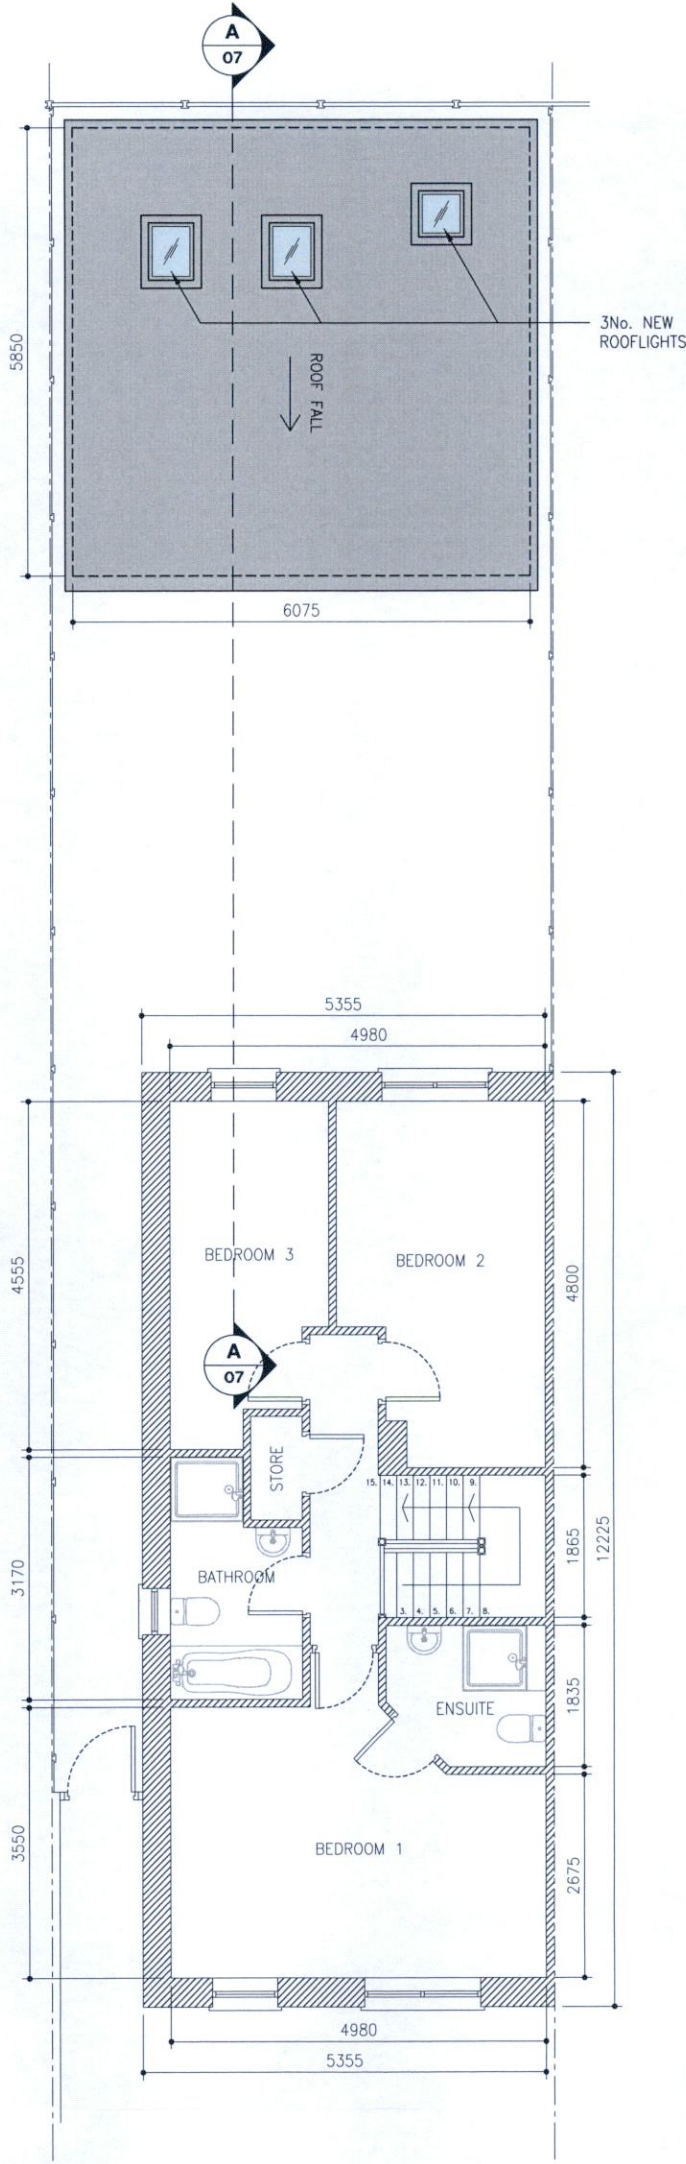 A
07
5850
3No. NEW
ROOFLIGHTS
ROOF FALL
6075
5355
4980
4555
BEDROOM 3
BEDROOM 2
4800
A
07
STORE
15. 14. 13. 12. 11. 10. 9.
3170
BATHROOM
1865
12225
3. 4. 5. 6. 7. 8.
ENSUITE
1835
3550
BEDROOM 1
2675
4980
5355